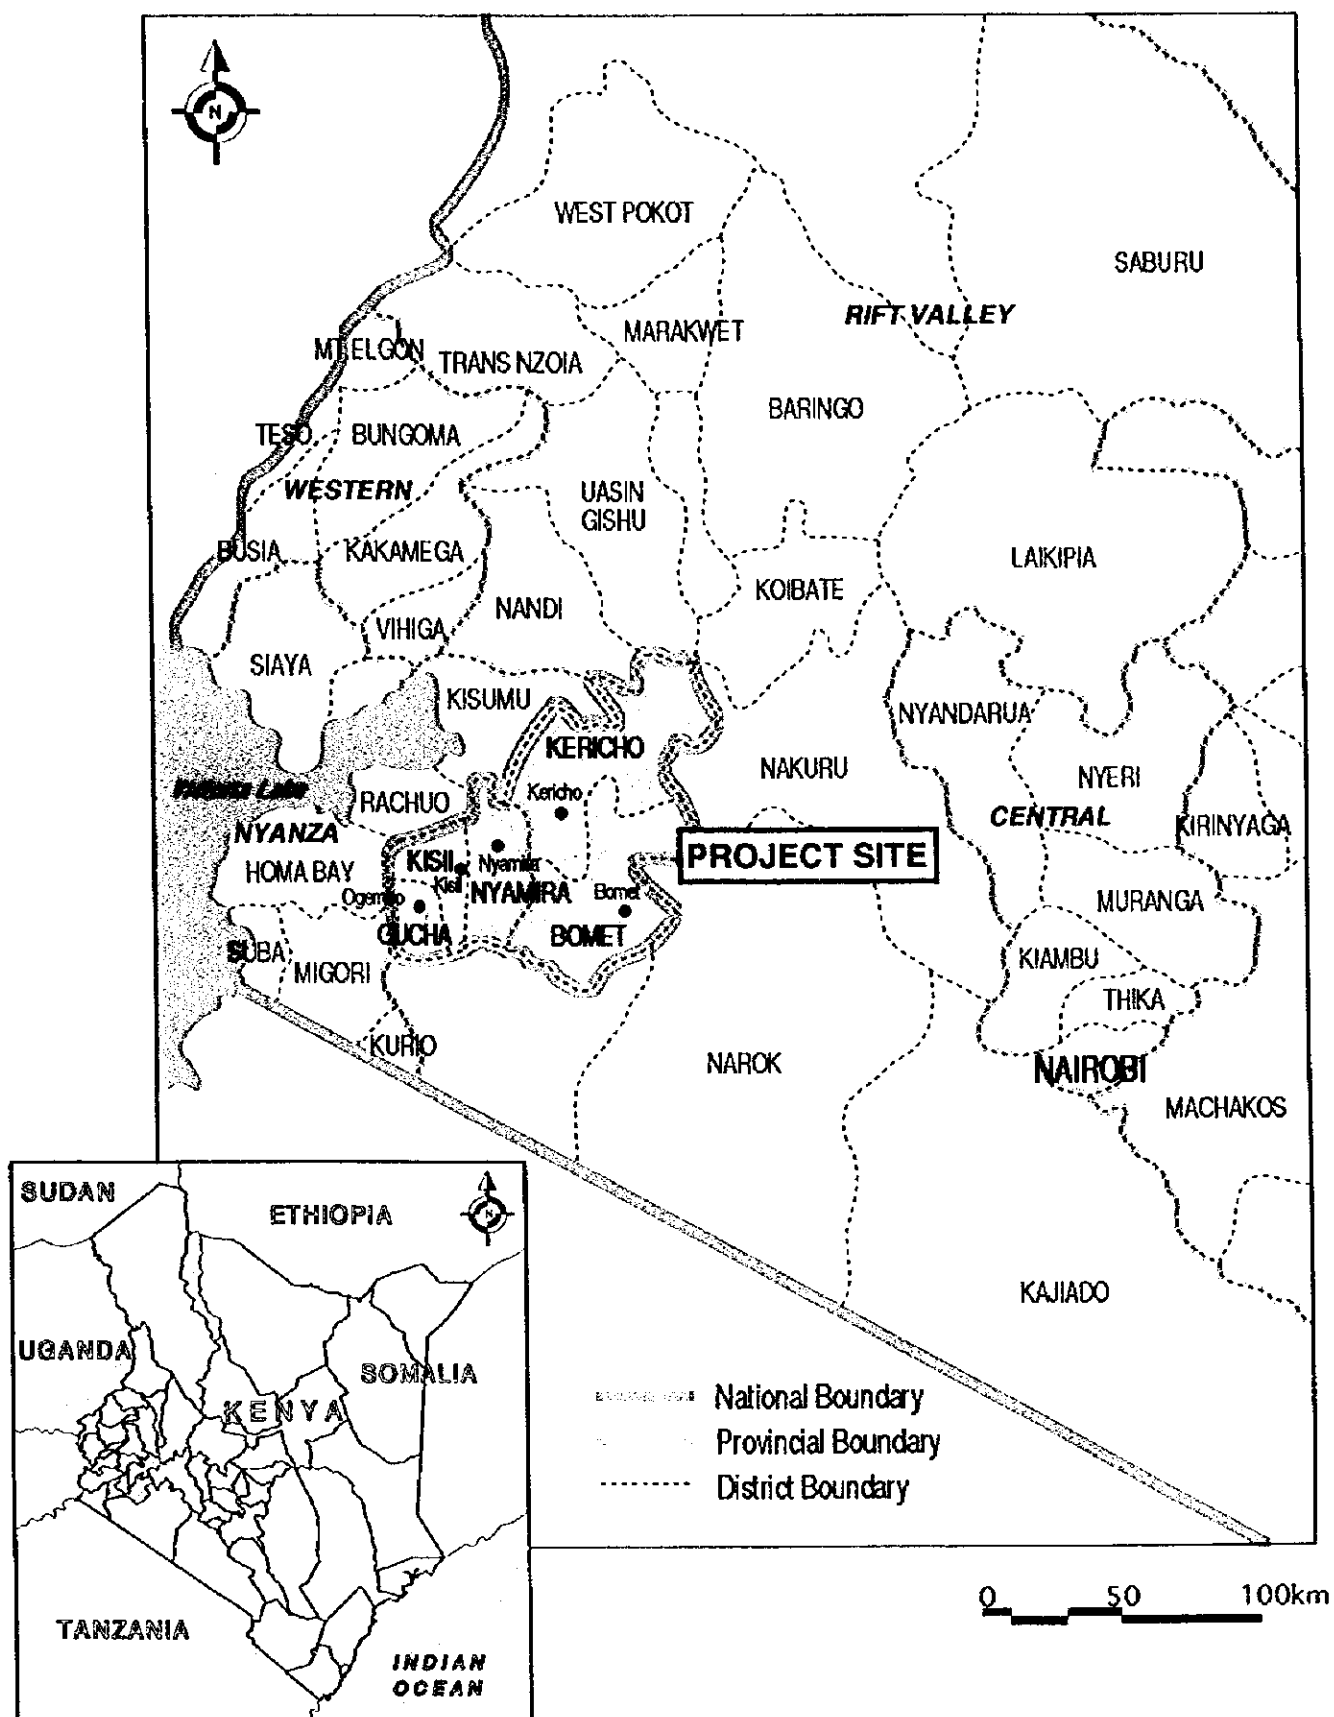 N
WEST POKOT
SABURU
RIFT VALLEY
MARAKWET
MT ELGON
TRANS NZOIA
BARINGO
TESO
BUNGOMA
WESTERN
UASIN
GISHU
BUSIA
KAKAMEGA
LAIKIPIA
KOIBATE
NANDI
VIHIGA
SIAYA
KISUMU
NYANDARUA
KERICHO
NAKURU
NYERI
Lake
RACHUO
Kericho
CENTRAL
KIRINYAGA
NYANZA
PROJECT SITE
KISII
Nyamira
HOMA BAY
Kisii
NYAMIRA
Bomet
MURANGA
Ogembo
GUCHA
BOMET
SUBA
MIGORI
KIAMBU
THIKA
KURIO
NAROK
NAIROBI
MACHAKOS
KAJIADO
SUDAN
ETHIOPIA
N
UGANDA
SOMALIA
KENYA
TANZANIA
INDIAN
OCEAN
National Boundary
Provincial Boundary
District Boundary
0 50 100km